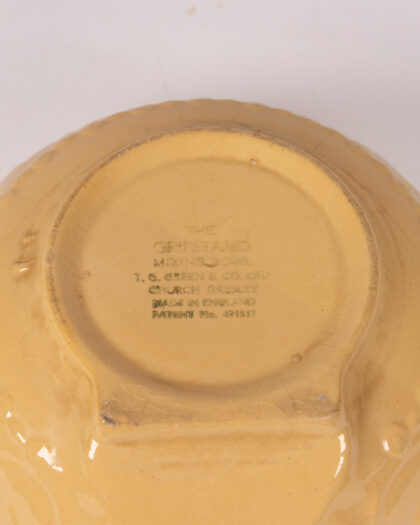 THE
GRIPSTAND
MIXING BOWL
T. G. GREEN & CO. LTD
CHURCH GRESLEY
MADE IN ENGLAND
PATENT No. 491517